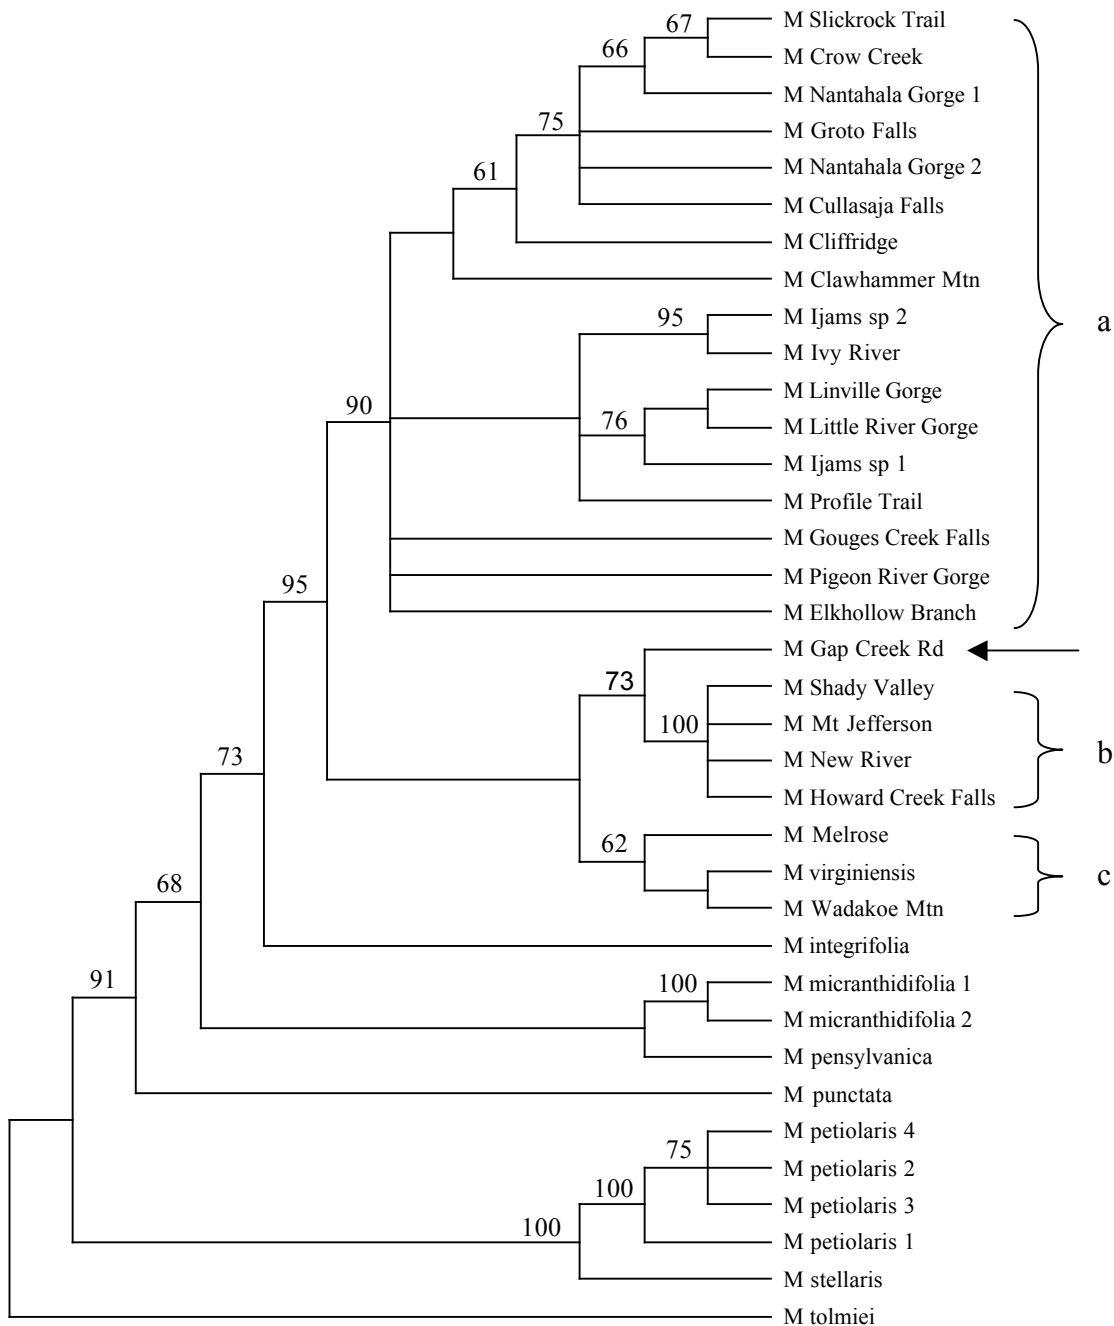 67
M Slickrock Trail
66
M Crow Creek
M Nantahala Gorge 1
75
M Groto Falls
61
M Nantahala Gorge 2
M Cullasaja Falls
M Cliffridge
M Clawhammer Mtn
95
M Ijams sp 2
a
M Ivy River
90
M Linville Gorge
76
M Little River Gorge
M Ijams sp 1
M Profile Trail
M Gouges Creek Falls
95
M Pigeon River Gorge
M Elkhollow Branch
M Gap Creek Rd
73
M Shady Valley
100
M Mt Jefferson
73
M New River
b
M Howard Creek Falls
62
M Melrose
68
M virginiensis
c
M Wadakoe Mtn
M integrifolia
91
100
M micranthidifolia 1
M micranthidifolia 2
M pensylvanica
M punctata
75
M petiolaris 4
M petiolaris 2
100
M petiolaris 3
100
M petiolaris 1
M stellaris
M tolmiei